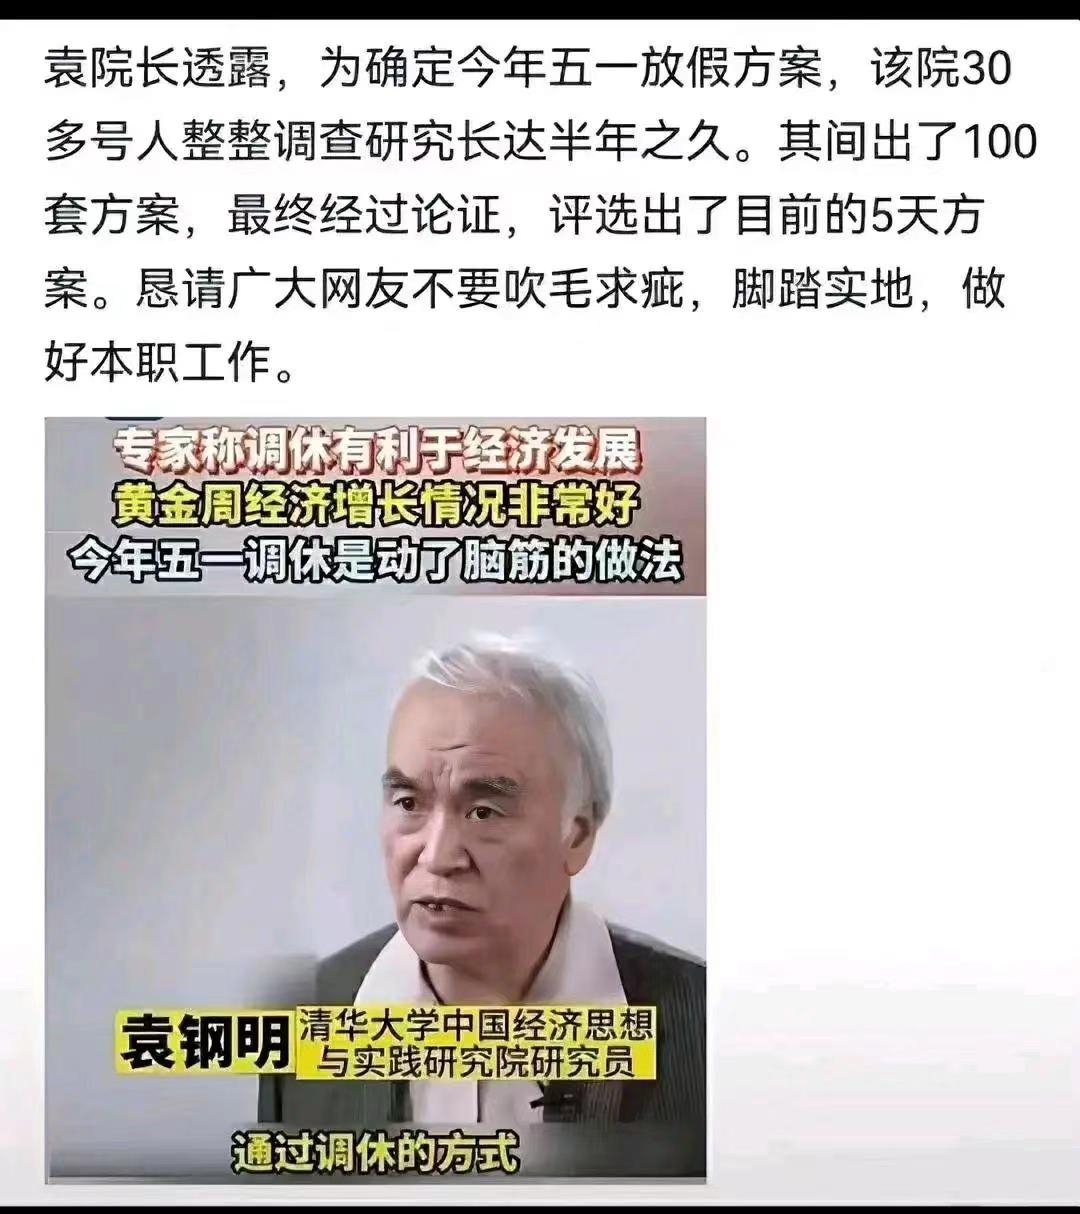 袁院长透露，为确定今年五一放假方案，该院30
多号人整整调查研究长达半年之久。其间出了100
套方案，最终经过论证，评选出了目前的5天方
案。恳请广大网友不要吹毛求疵，脚踏实地，做
好本职工作。
专家称调休有利于经济发展
黄金周经济增长情况非常好
今年五一调休是动了脑筋的做法
袁钢明
清华大学中国经济思想
与实践研究院研究员
通过调休的方式